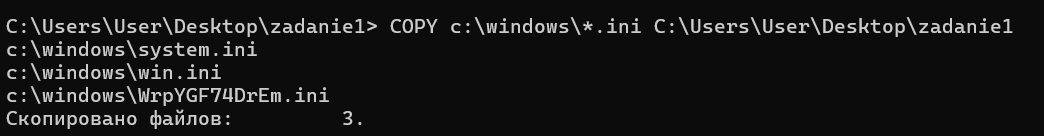 C:\Users\User\Desktop\zadanie1> COPY c:\windows\*.ini C:\Users\User\Desktop\zadanie1
c:\windows\system.ini
c:\windows\win.ini
c:\windows\WrpYGF74DrEm.ini
Скопировано файлов:         3.